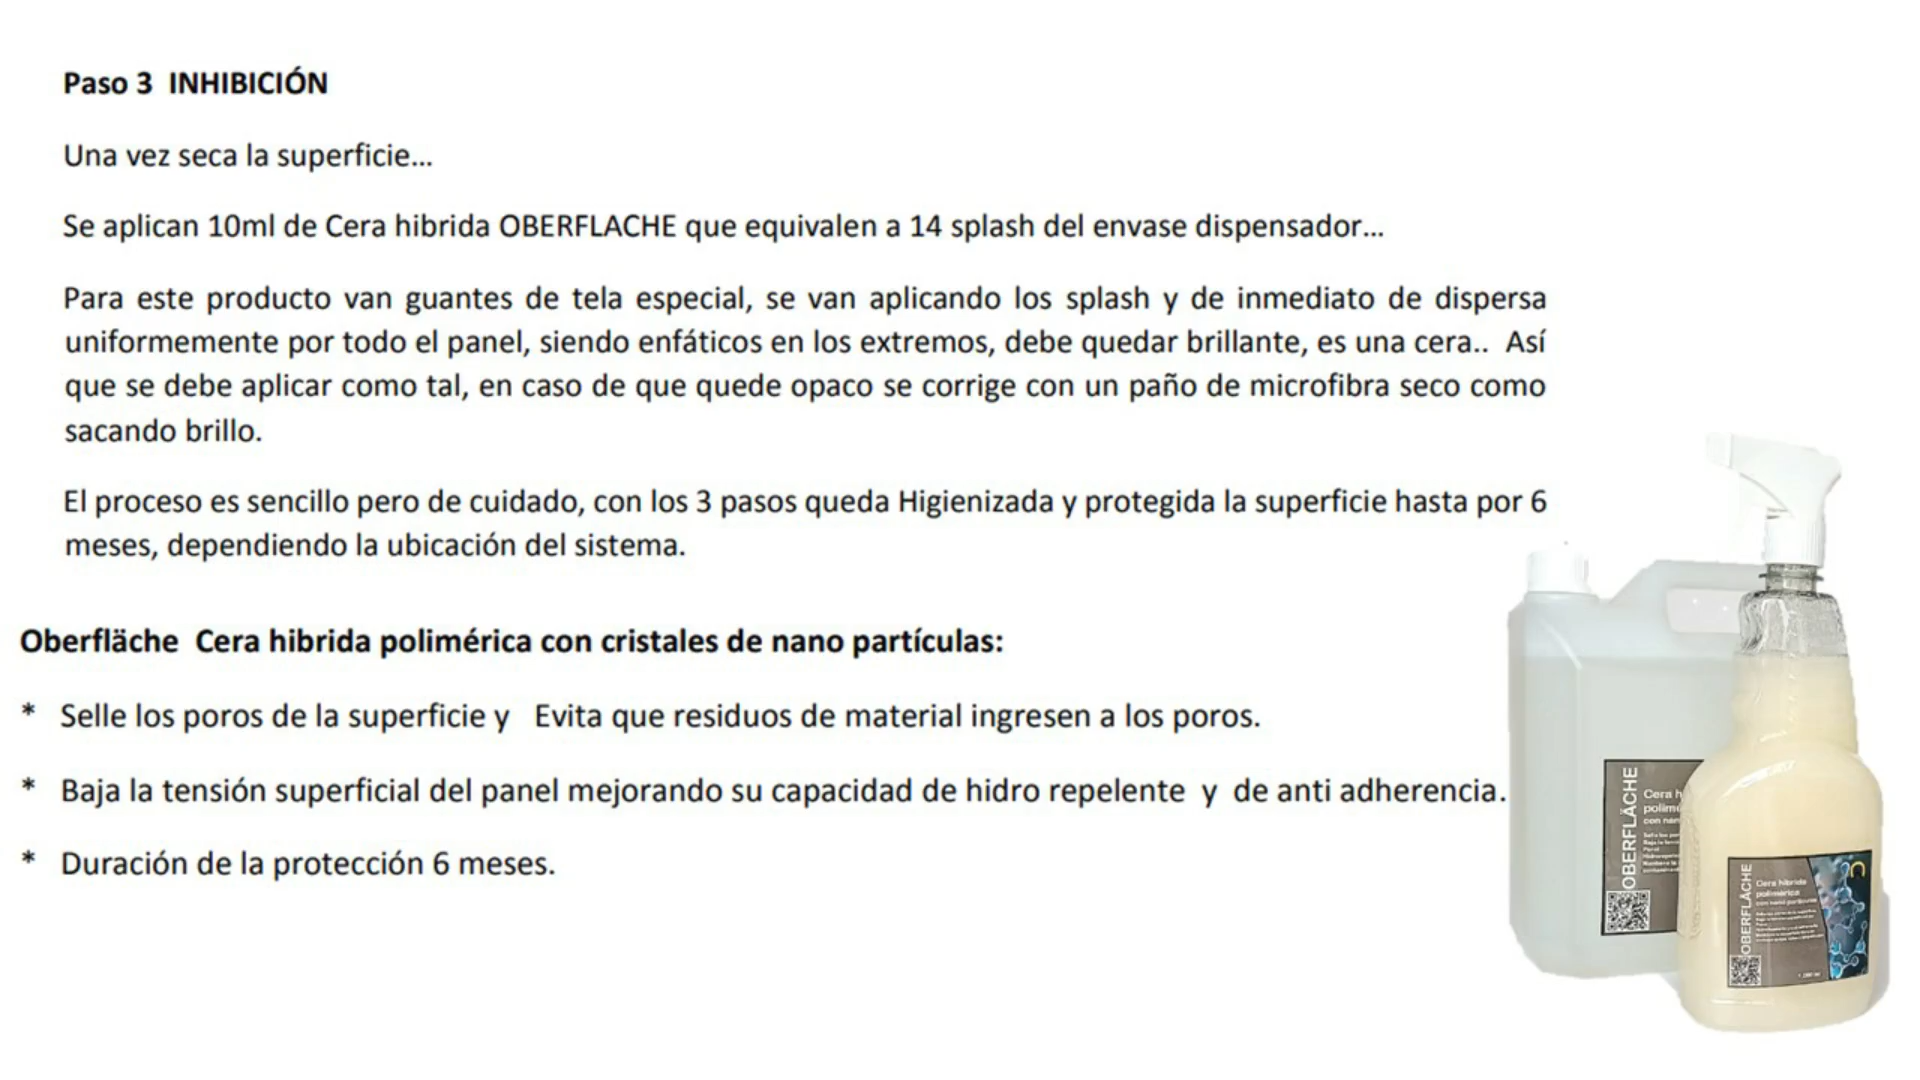 Paso 3  INHIBICIÓN
Una vez seca la superficie...
Se aplican 10ml de Cera hibrida OBERFLACHE que equivalen a 14 splash del envase dispensador...
Para este producto van guantes de tela especial, se van aplicando los splash y de inmediato de dispersa
uniformemente por todo el panel, siendo enfáticos en los extremos, debe quedar brillante, es una cera..  Así
que se debe aplicar como tal, en caso de que quede opaco se corrige con un paño de microfibra seco como
sacando brillo.
El proceso es sencillo pero de cuidado, con los 3 pasos queda Higienizada y protegida la superficie hasta por 6
meses, dependiendo la ubicación del sistema.
Oberfläche  Cera hibrida polimérica con cristales de nano partículas:
*   Selle los poros de la superficie y   Evita que residuos de material ingresen a los poros.
*   Baja la tensión superficial del panel mejorando su capacidad de hidro repelente  y  de anti adherencia.
*   Duración de la protección 6 meses.
OBERFLÄCHE
Cera h
polim
con nan
OBERFLÄCHE
Cera hibrida
polimérica
con nano partículas